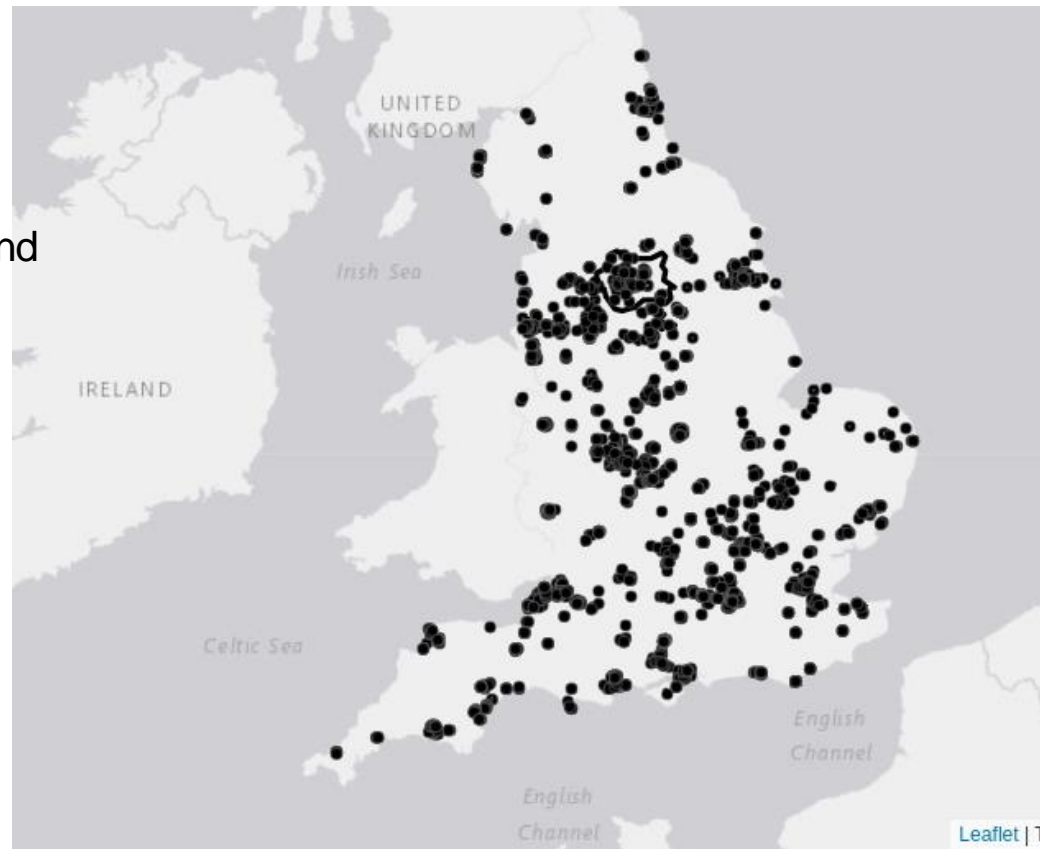 UNITED
KINGDOM
nd
Irish Sea
IRELAND
Celtic Sea
English
Channel
English
Channel
Leaflet | T